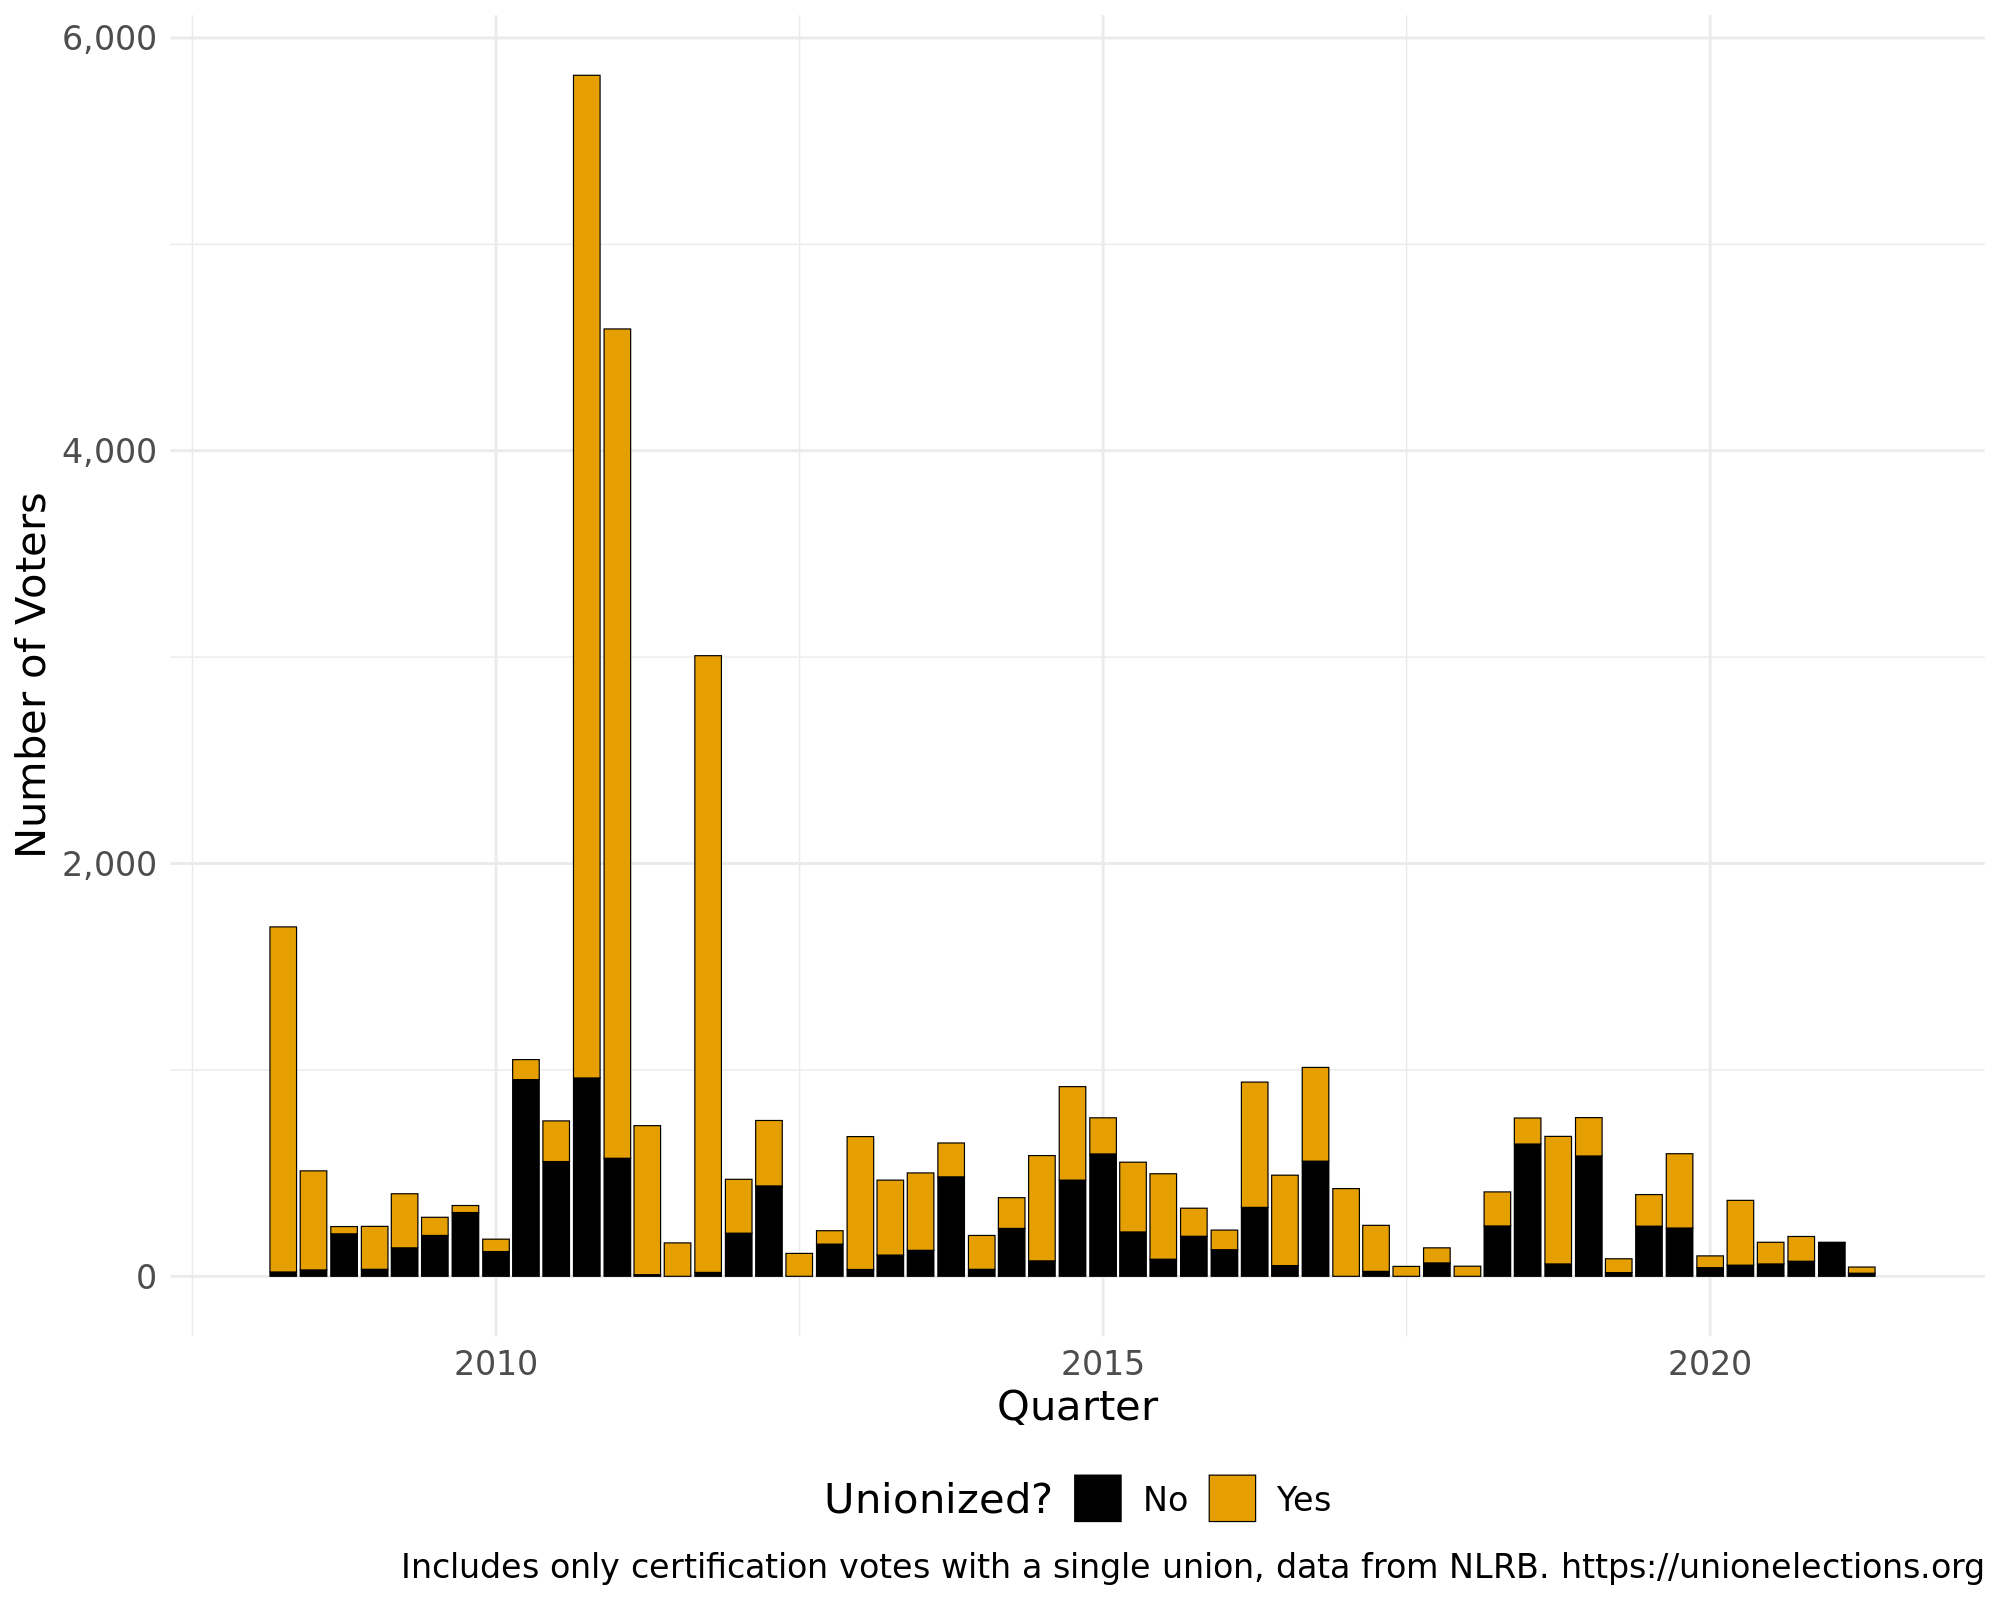 6,000
4,000
2,000
0
Number of Voters
2010 2015 2020
Quarter
Unionized? No Yes
Includes only certification votes with a single union, data from NLRB. https://unionelections.org